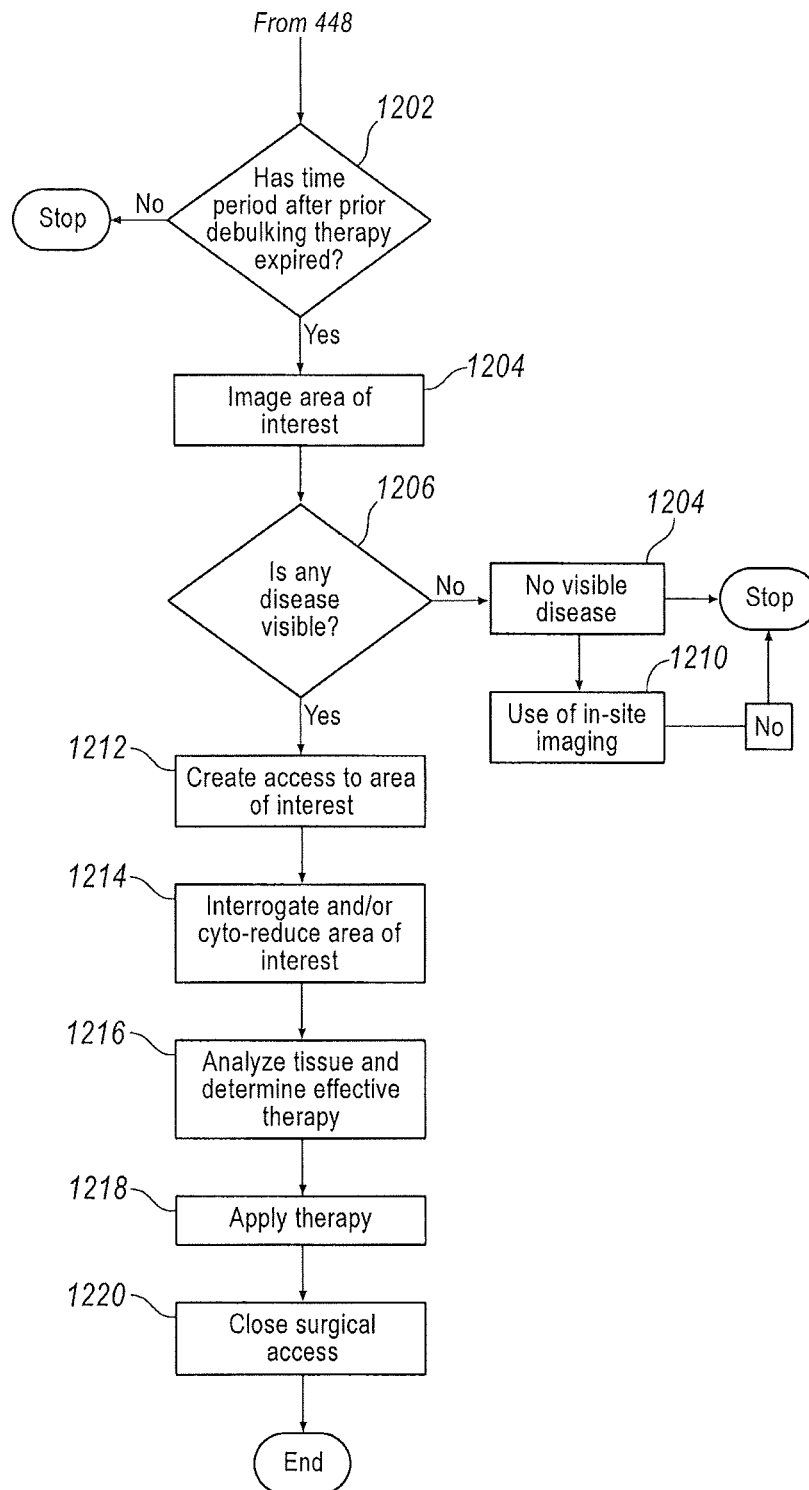 From 448
1202
Has time
period after prior
debulking therapy
expired?
No
Stop
Yes
1204
Image area of
interest
1206
Is any
disease
visible?
No
1204
No visible
disease
Stop
1210
Use of in-site
imaging
No
Yes
1212
Create access to area
of interest
1214
Interrogate and/or
cyto-reduce area of
interest
1216
Analyze tissue and
determine effective
therapy
1218
Apply therapy
1220
Close surgical
access
End